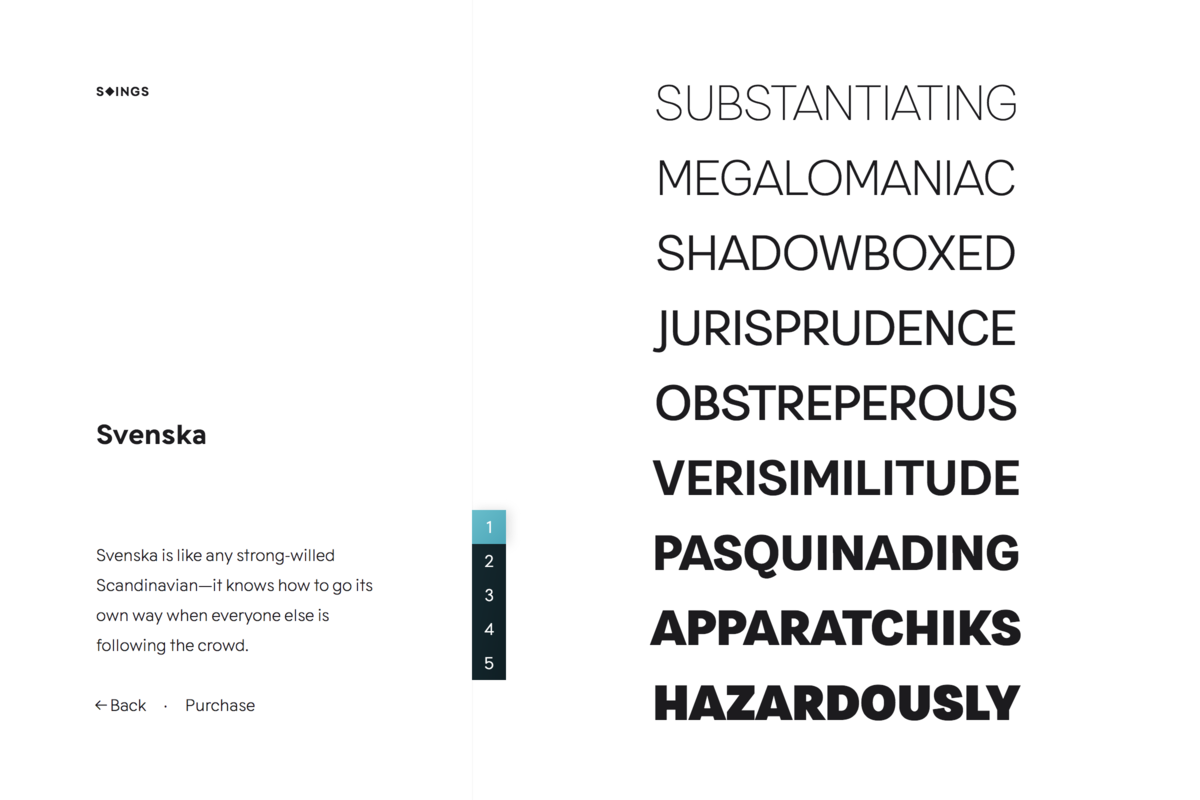 S◆INGS
Svenska
Svenska is like any strong-willed
Scandinavian—it knows how to go its
own way when everyone else is
following the crowd.
← Back · Purchase
1
2
3
4
5
SUBSTANTIATING
MEGALOMANIAC
SHADOWBOXED
JURISPRUDENCE
OBSTREPEROUS
VERISIMILITUDE
PASQUINADING
APPARATCHIKS
HAZARDOUSLY